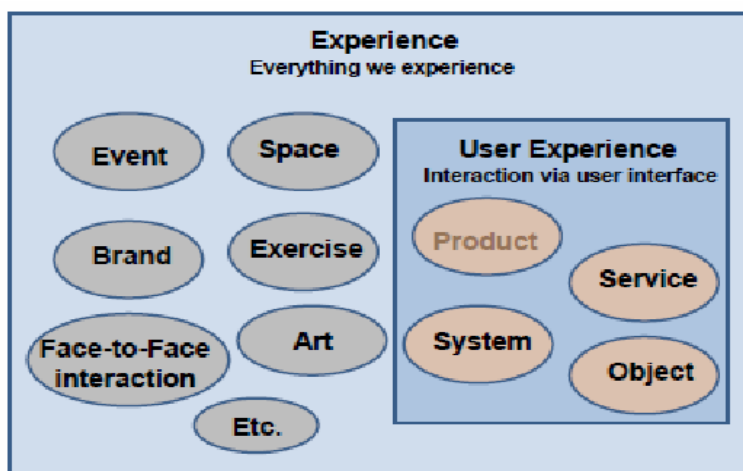 Experience
Everything we experience
Event
Space
Brand
Exercise
Face-to-Face
interaction
Art
Etc.
User Experience
Interaction via user interface
Product
Service
System
Object